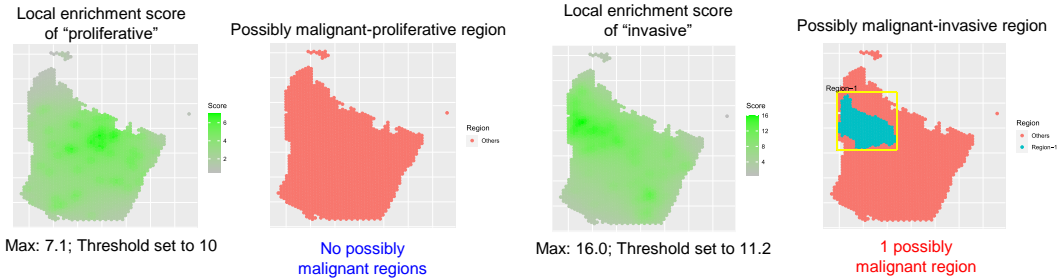 Local enrichment score
of “proliferative”
Score
6
4
2
Max: 7.1; Threshold set to 10
Possibly malignant-proliferative region
Region
Others
No possibly
malignant regions
Local enrichment score
of “invasive”
Score
16
12
8
4
Max: 16.0; Threshold set to 11.2
Possibly malignant-invasive region
Region-1
Region
Others
Region-1
1 possibly
malignant region